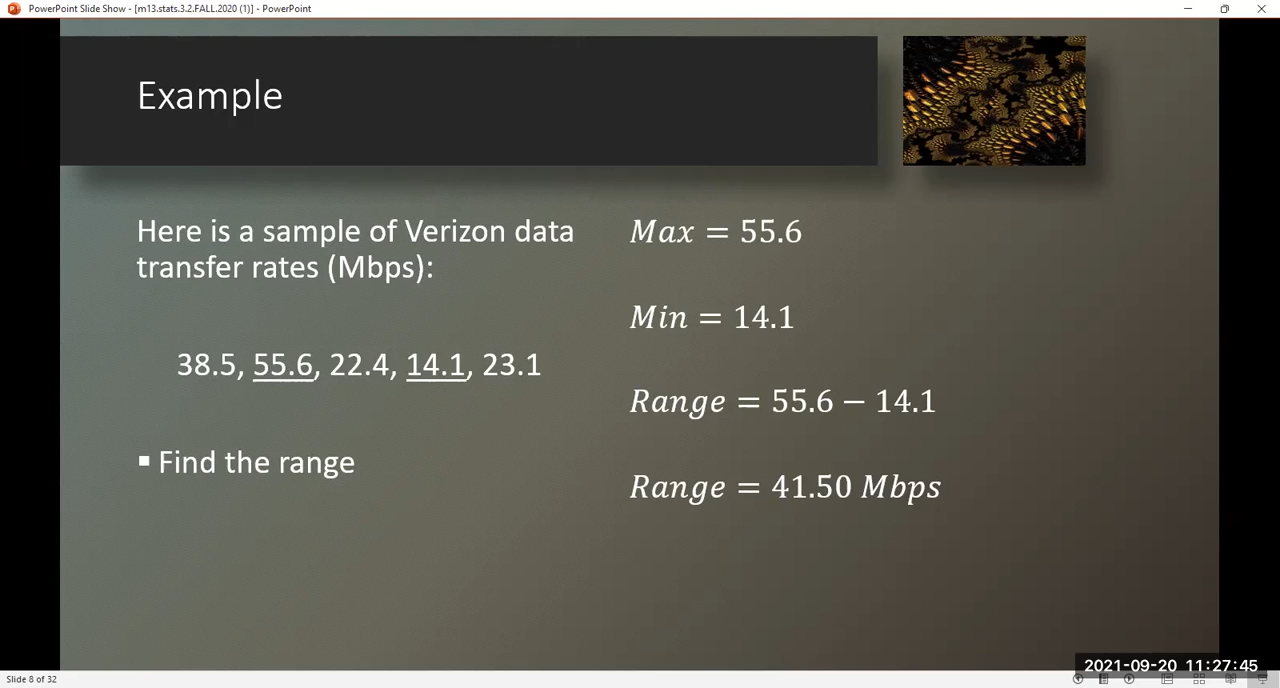 PowerPoint Slide Show - [m13.stats.3.2.FALL.2020 (1)] - PowerPoint
Example
Here is a sample of Verizon data
transfer rates (Mbps):
38.5, 55.6, 22.4, 14.1, 23.1
▪ Find the range
Max = 55.6
Min = 14.1
Range = 55.6 − 14.1
Range = 41.50 Mbps
2021-09-20 11:27:45
Slide 8 of 32